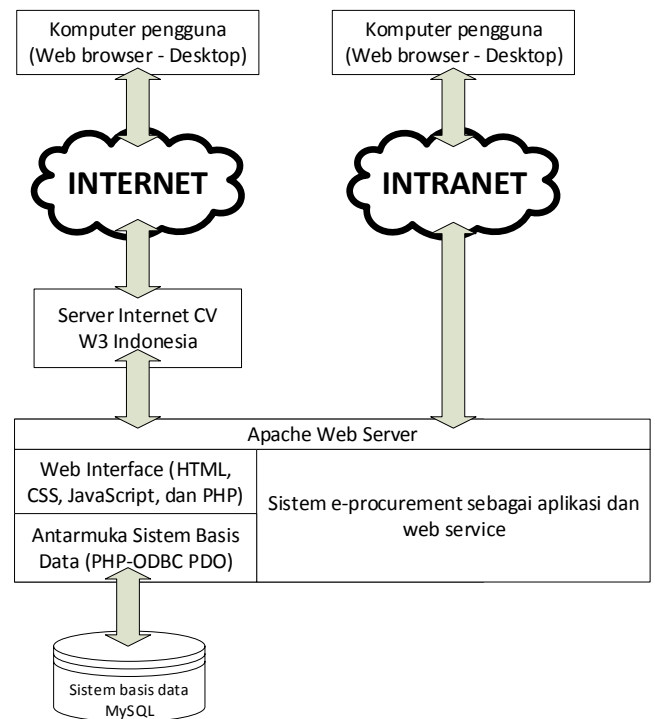 Komputer pengguna
(Web browser - Desktop)
Komputer pengguna
(Web browser - Desktop)
INTERNET
INTRANET
Server Internet CV
W3 Indonesia
Apache Web Server
Web Interface (HTML,
CSS, JavaScript, dan PHP)
Antarmuka Sistem Basis
Data (PHP-ODBC PDO)
Sistem e-procurement sebagai aplikasi dan
web service
Sistem basis data
MySQL